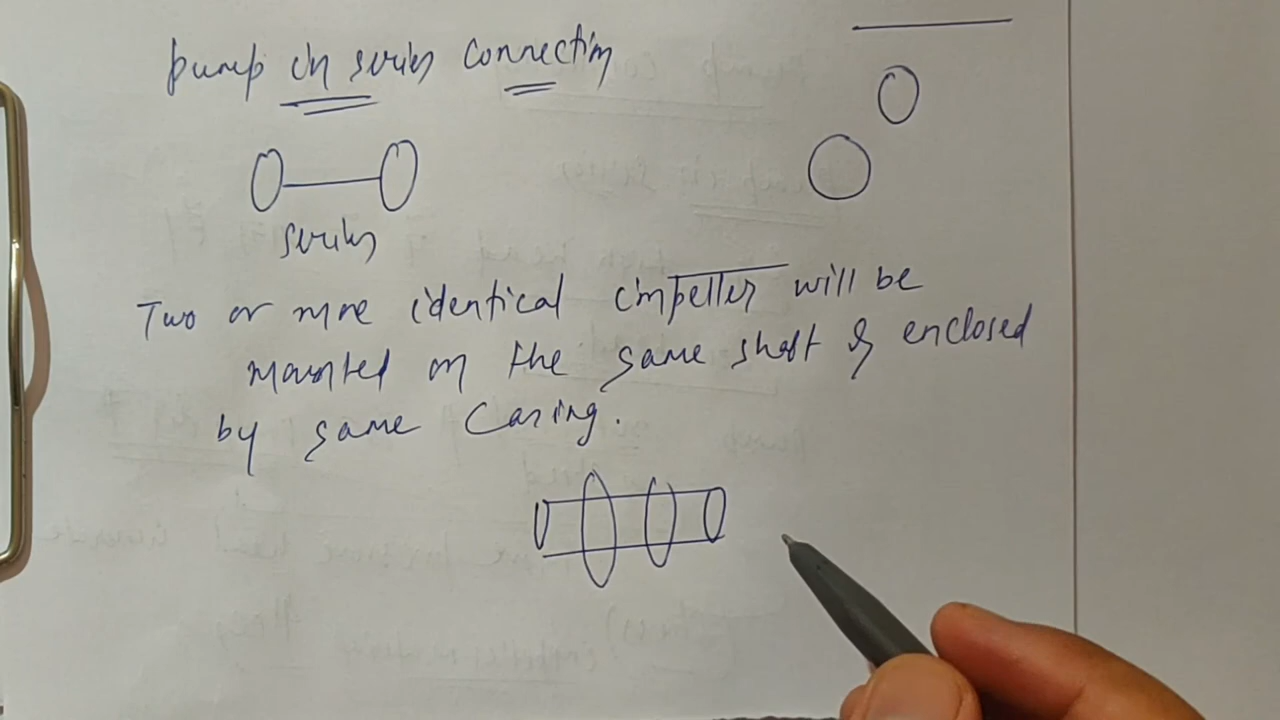 pump in series connecting
series
Two or more identical impeller will be
mounted on the same shaft & enclosed
by same Casing.